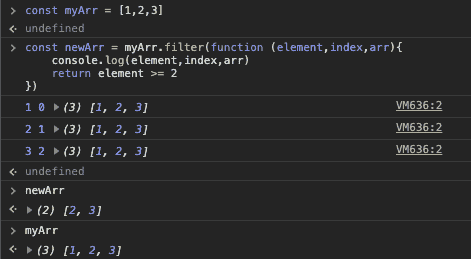 const myArr = [1,2,3]
undefined
const newArr = myArr.filter(function (element,index,arr){
    console.log(element,index,arr)
    return element >= 2
})
1 0 ▶(3) [1, 2, 3] VM636:2
2 1 ▶(3) [1, 2, 3] VM636:2
3 2 ▶(3) [1, 2, 3] VM636:2
undefined
newArr
▶(2) [2, 3]
myArr
▶(3) [1, 2, 3]